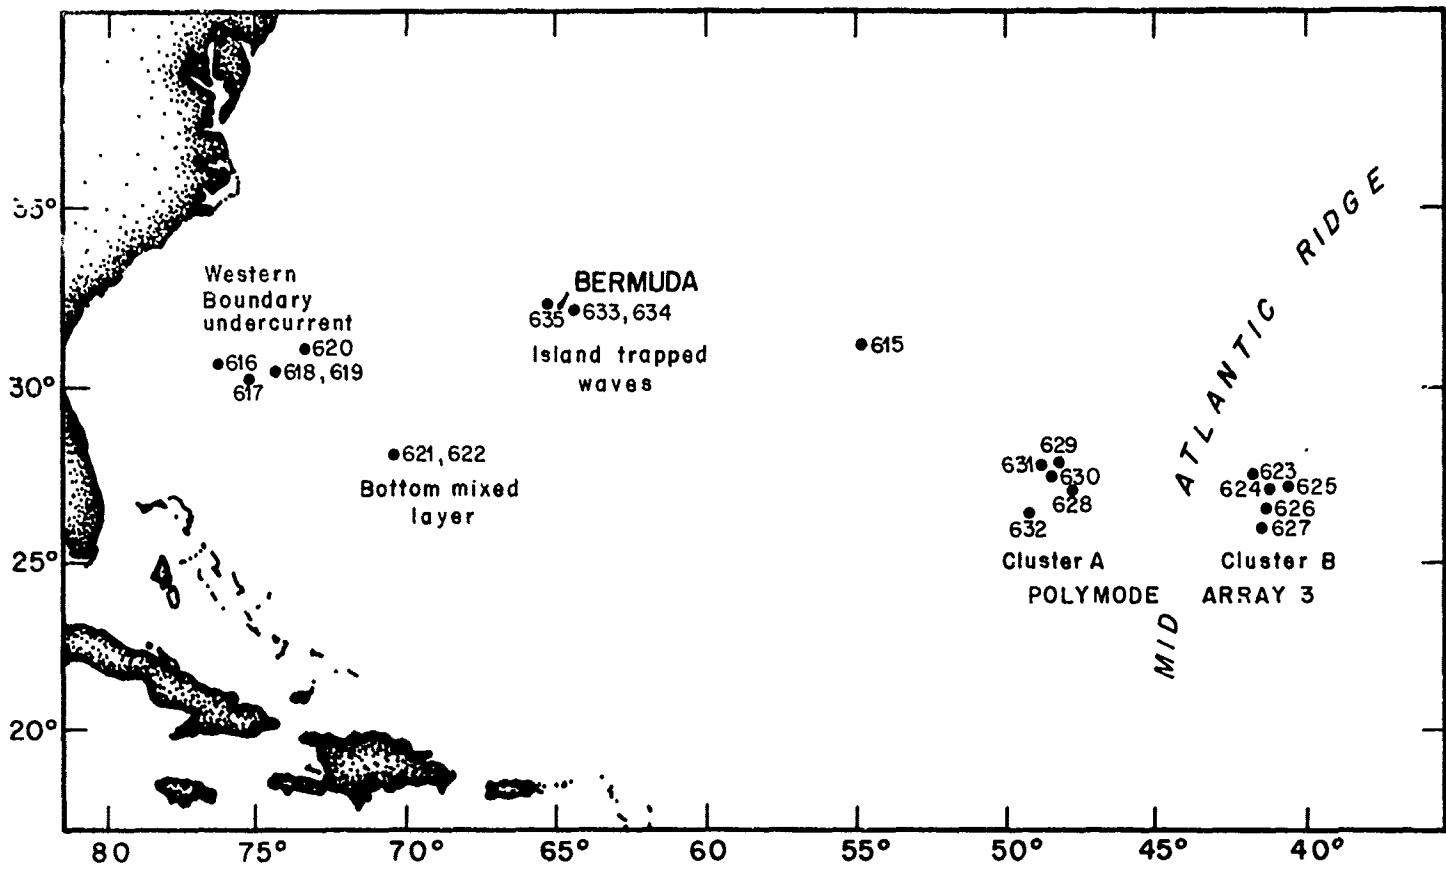 35°
Western
Boundary
undercurrent
BERMUDA
635
633, 634
Island trapped
waves
620
616
618, 619
617
615
30°
621, 622
Bottom mixed
layer
629
631
630
628
632
Cluster A
623
624
625
626
627
Cluster B
POLYMODE ARRAY 3
MID ATLANTIC RIDGE
25°
20°
80 75° 70° 65° 60 55° 50° 45° 40°